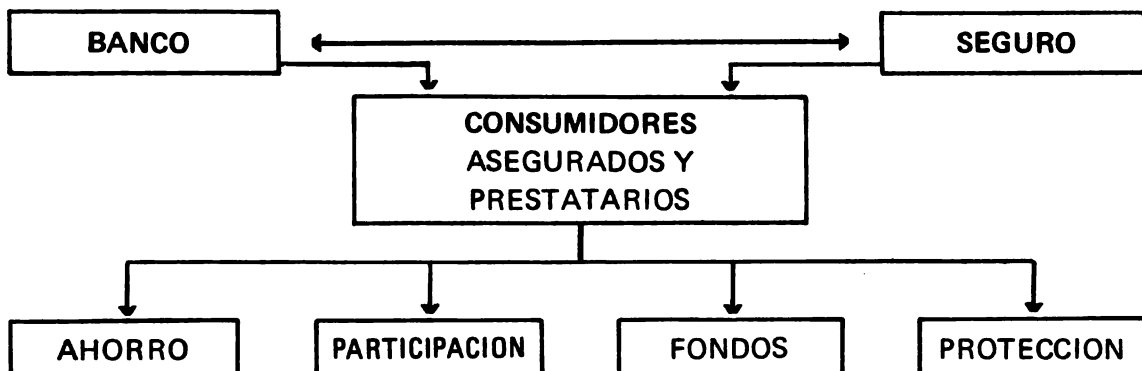 BANCO
SEGURO
CONSUMIDORES
ASEGURADOS Y
PRESTATARIOS
AHORRO
PARTICIPACION
FONDOS
PROTECCION